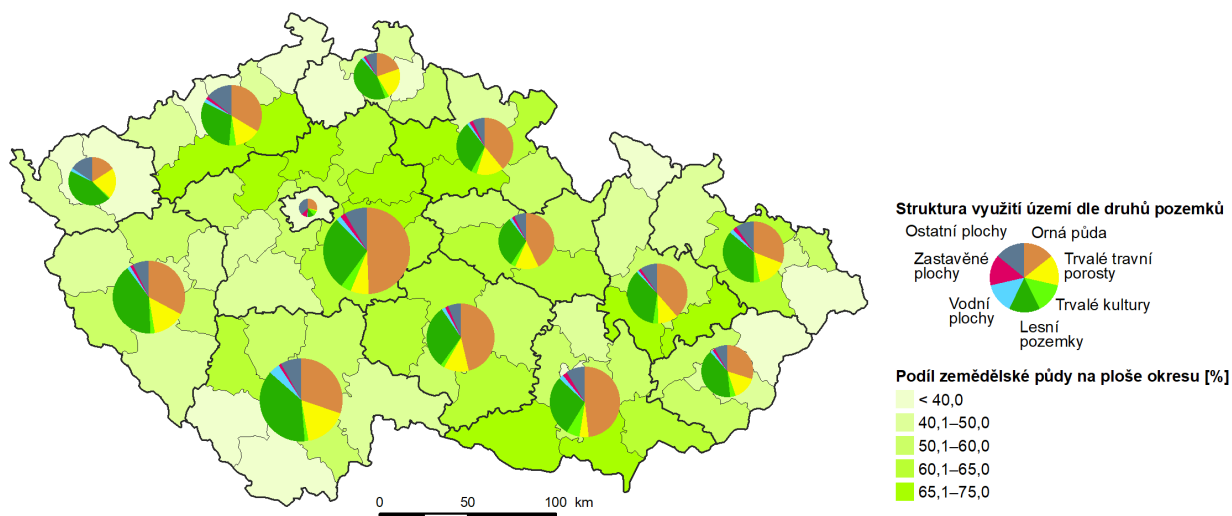 Struktura využití území dle druhů pozemků
Ostatní plochy
Orná půda
Zastavěné
plochy
Trvalé travní
porosty
Vodní
plochy
Trvalé kultury
Lesní
pozemky
Podíl zemědělské půdy na ploše okresu [%]
< 40,0
40,1–50,0
50,1–60,0
60,1–65,0
65,1–75,0
0 50 100 km